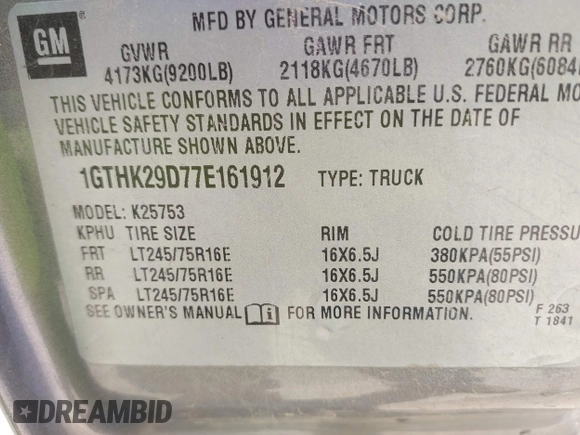 MFD BY GENERAL MOTORS CORP.
GM
GVWR GAWR FRT GAWR RR
4173KG(9200LB) 2118KG(4670LB) 2760KG(6084
THIS VEHICLE CONFORMS TO ALL APPLICABLE U.S. FEDERAL MO
VEHICLE SAFETY STANDARDS IN EFFECT ON THE DATE OF
MANUFACTURE SHOWN ABOVE.
1GTHK29D77E161912 TYPE: TRUCK
MODEL: K25753
KPHU TIRE SIZE RIM COLD TIRE PRESSU
FRT LT245/75R16E 16X6.5J 380KPA(55PSI)
RR LT245/75R16E 16X6.5J 550KPA(80PSI)
SPA LT245/75R16E 16X6.5J 550KPA(80PSI)
SEE OWNER'S MANUAL i FOR MORE INFORMATION.
F 263
T 1841
DREAMBID